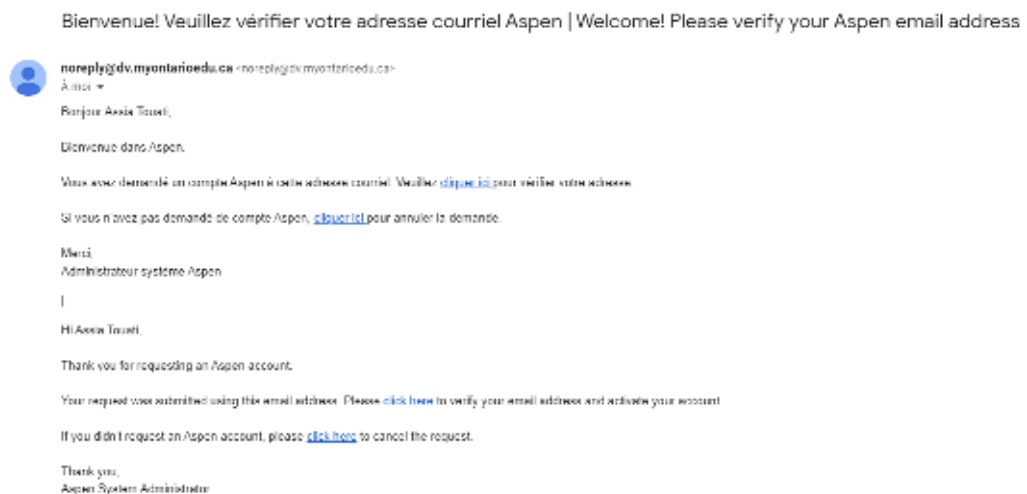 Bienvenue! Veuillez vérifier votre adresse courriel Aspen | Welcome! Please verify your Aspen email address
noreply@dv.myontarioedu.ca <noreply@dv.myontarioedu.ca>
À moi
Bonjour Assia Touati,
Bienvenue dans Aspen.
Vous avez demandé un compte Aspen à cette adresse courriel. Veuillez cliquer ici pour vérifier votre adresse.
Si vous n'avez pas demandé de compte Aspen, cliquer ici pour annuler la demande.
Merci,
Administrateur système Aspen
|
Hi Assia Touati,
Thank you for requesting an Aspen account.
Your request was submitted using this email address. Please click here to verify your email address and activate your account.
If you didn't request an Aspen account, please click here to cancel the request.
Thank you,
Aspen System Administrator